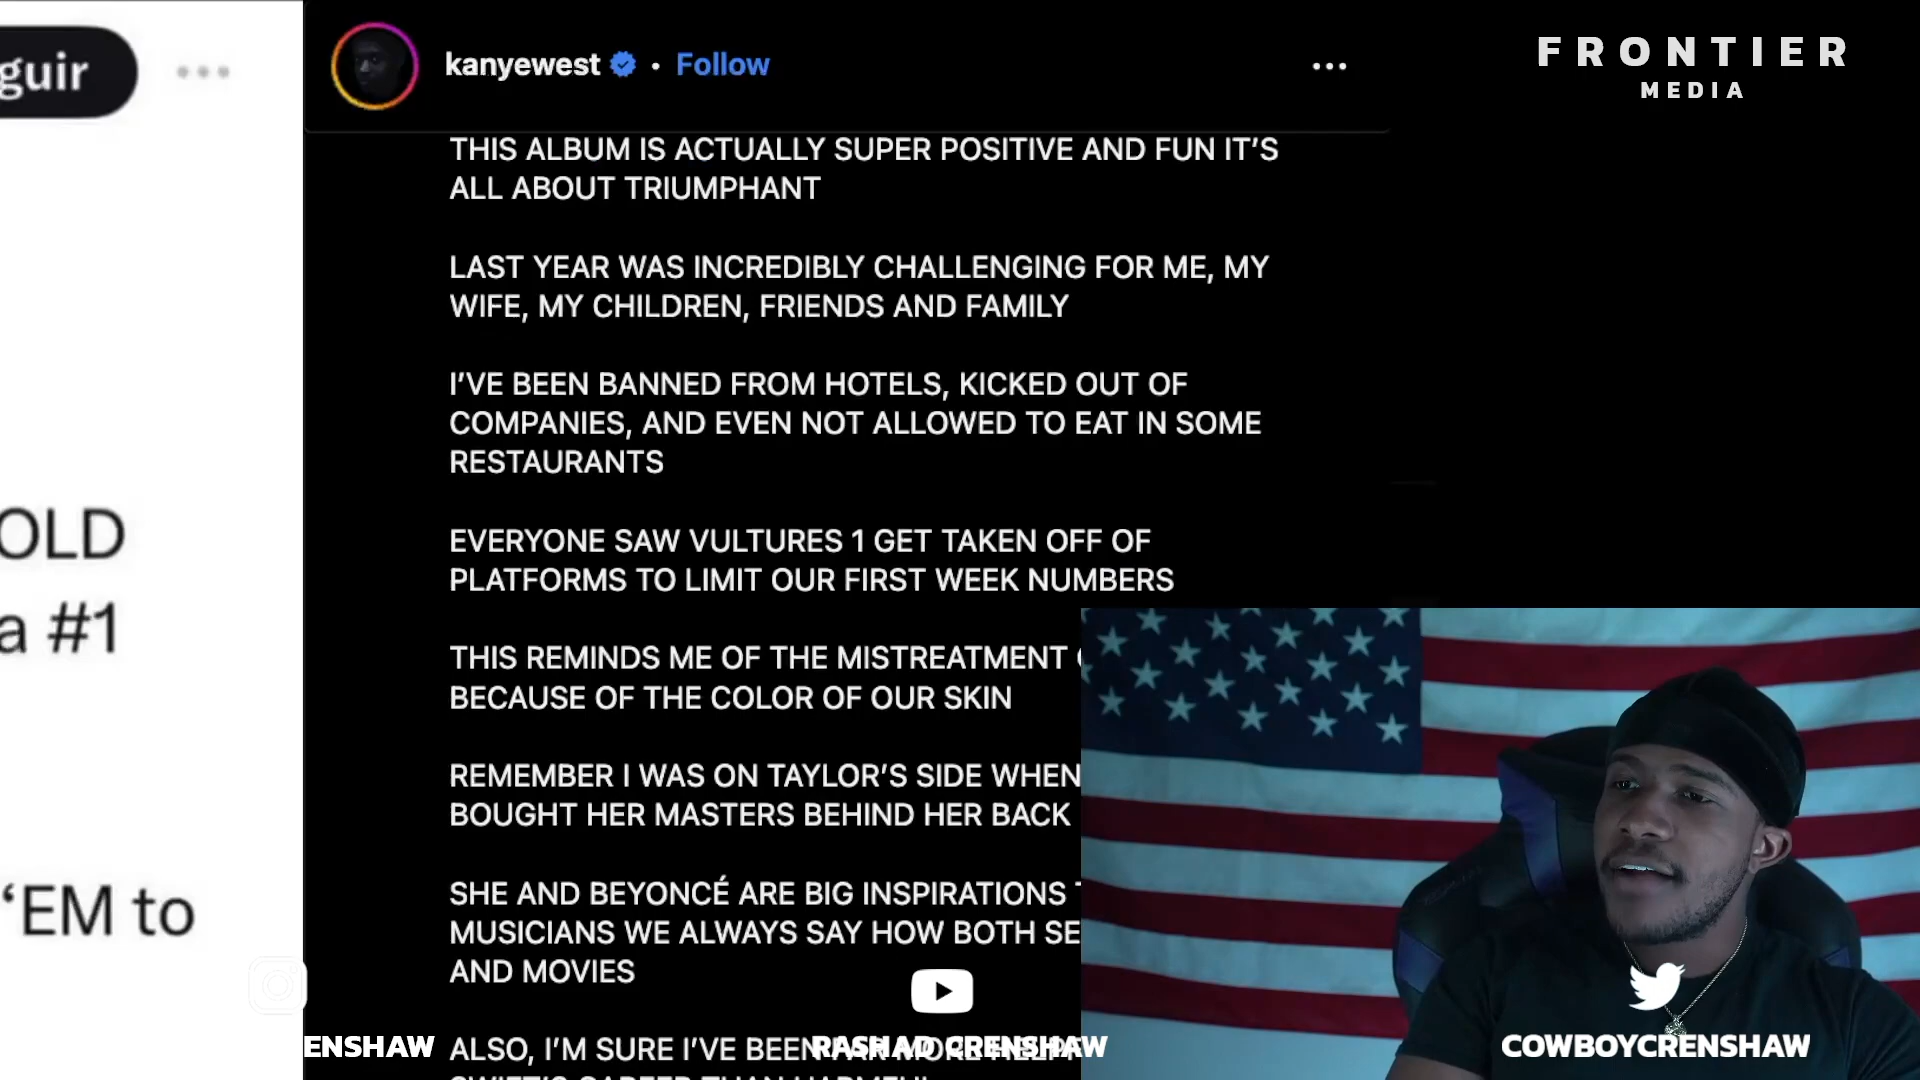 guir
OLD
a #1
‘EM to
kanyewest • Follow
FRONTIER
MEDIA
THIS ALBUM IS ACTUALLY SUPER POSITIVE AND FUN IT’S
ALL ABOUT TRIUMPHANT
LAST YEAR WAS INCREDIBLY CHALLENGING FOR ME, MY
WIFE, MY CHILDREN, FRIENDS AND FAMILY
I’VE BEEN BANNED FROM HOTELS, KICKED OUT OF
COMPANIES, AND EVEN NOT ALLOWED TO EAT IN SOME
RESTAURANTS
EVERYONE SAW VULTURES 1 GET TAKEN OFF OF
PLATFORMS TO LIMIT OUR FIRST WEEK NUMBERS
THIS REMINDS ME OF THE MISTREATMENT
BECAUSE OF THE COLOR OF OUR SKIN
REMEMBER I WAS ON TAYLOR’S SIDE WHEN
BOUGHT HER MASTERS BEHIND HER BACK
SHE AND BEYONCÉ ARE BIG INSPIRATIONS
MUSICIANS WE ALWAYS SAY HOW BOTH SE
AND MOVIES
ALSO, I’M SURE I’VE BEEN
ENSHAW
RASHAD CRENSHAW
COWBOYCRENSHAW